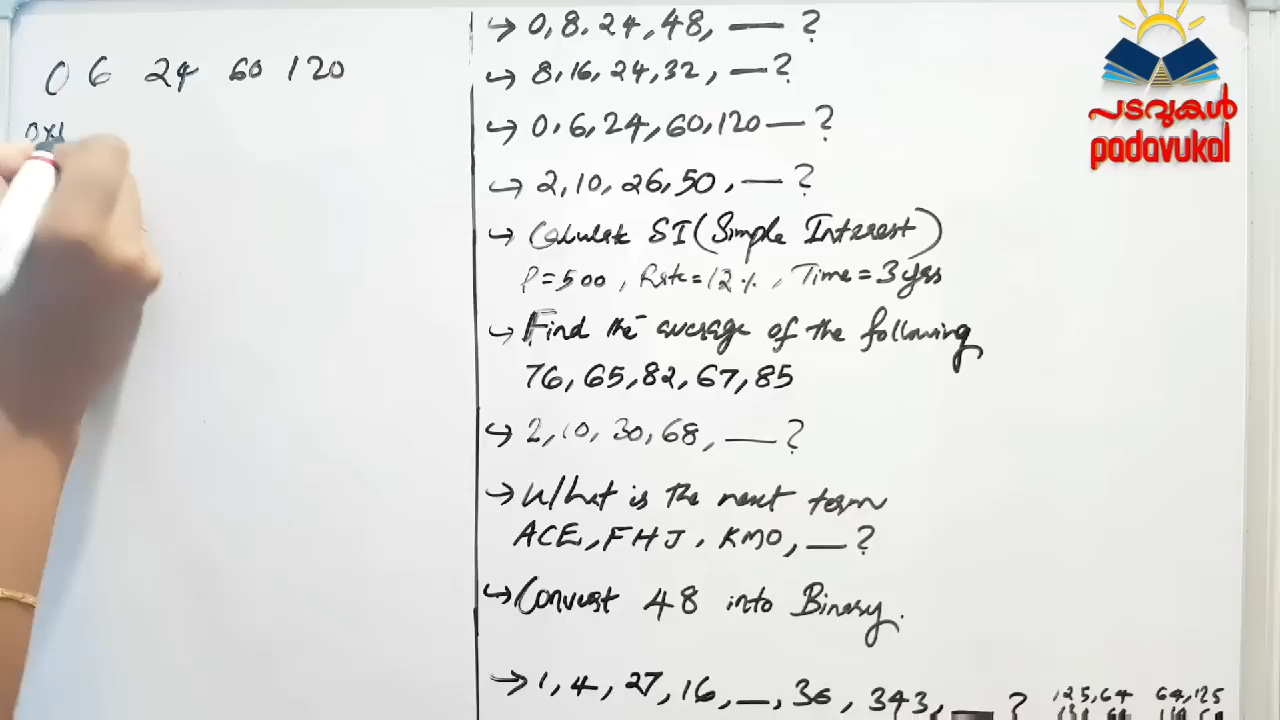 0 6 24 60 120
0x1
→ 0, 8, 24, 48, — ?
→ 8, 16, 24, 32, — ?
→ 0, 6, 24, 60, 120 — ?
→ 2, 10, 26, 50, — ?
→ Calculate SI (Simple Interest)
P = 500, Rate = 12 %, Time = 3 yrs
→ Find the average of the following
76, 65, 82, 67, 85
→ 2, 10, 30, 68, — ?
→ What is the next term
ACE, FHJ, KMO, — ?
→ Convert 48 into Binary.
→ 1, 4, 27, 16, —, 36, 343, — ?
125,64 64,125
പടവുകൾ
padavukal